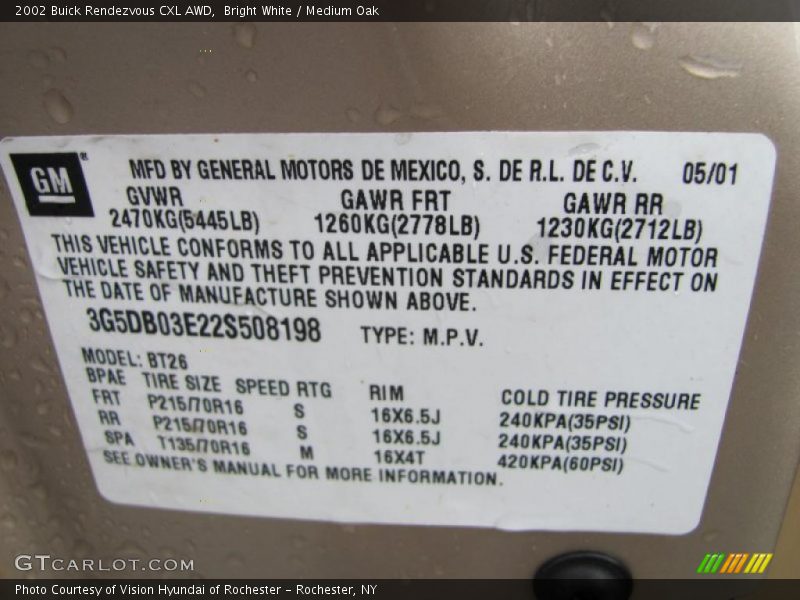 2002 Buick Rendezvous CXL AWD,  Bright White / Medium Oak
GM®
MFD BY GENERAL MOTORS DE MEXICO, S. DE R.L. DE C.V. 05/01
GVWR GAWR FRT GAWR RR
2470KG(5445LB) 1260KG(2778LB) 1230KG(2712LB)
THIS VEHICLE CONFORMS TO ALL APPLICABLE U.S. FEDERAL MOTOR
VEHICLE SAFETY AND THEFT PREVENTION STANDARDS IN EFFECT ON
THE DATE OF MANUFACTURE SHOWN ABOVE.
3G5DB03E22S508198 TYPE: M.P.V.
MODEL: BT26
BPAE TIRE SIZE SPEED RTG RIM COLD TIRE PRESSURE
FRT P215/70R16 S 16X6.5J 240KPA(35PSI)
RR P215/70R16 S 16X6.5J 240KPA(35PSI)
SPA T135/70R16 M 16X4T 420KPA(60PSI)
SEE OWNER'S MANUAL FOR MORE INFORMATION.
GTCARLOT.COM
Photo Courtesy of Vision Hyundai of Rochester – Rochester, NY